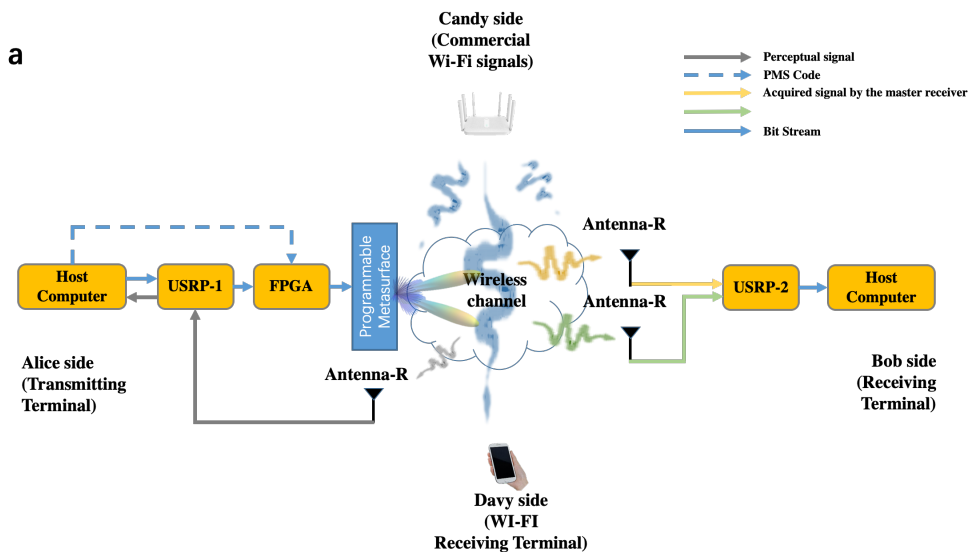 a
Candy side
(Commercial
Wi-Fi signals)
Perceptual signal
PMS Code
Acquired signal by the master receiver
Bit Stream
Host
Computer
USRP-1
FPGA
Programmable
Metasurface
Wireless
channel
Antenna-R
Antenna-R
USRP-2
Host
Computer
Alice side
(Transmitting
Terminal)
Antenna-R
Bob side
(Receiving
Terminal)
Davy side
(WI-FI
Receiving Terminal)